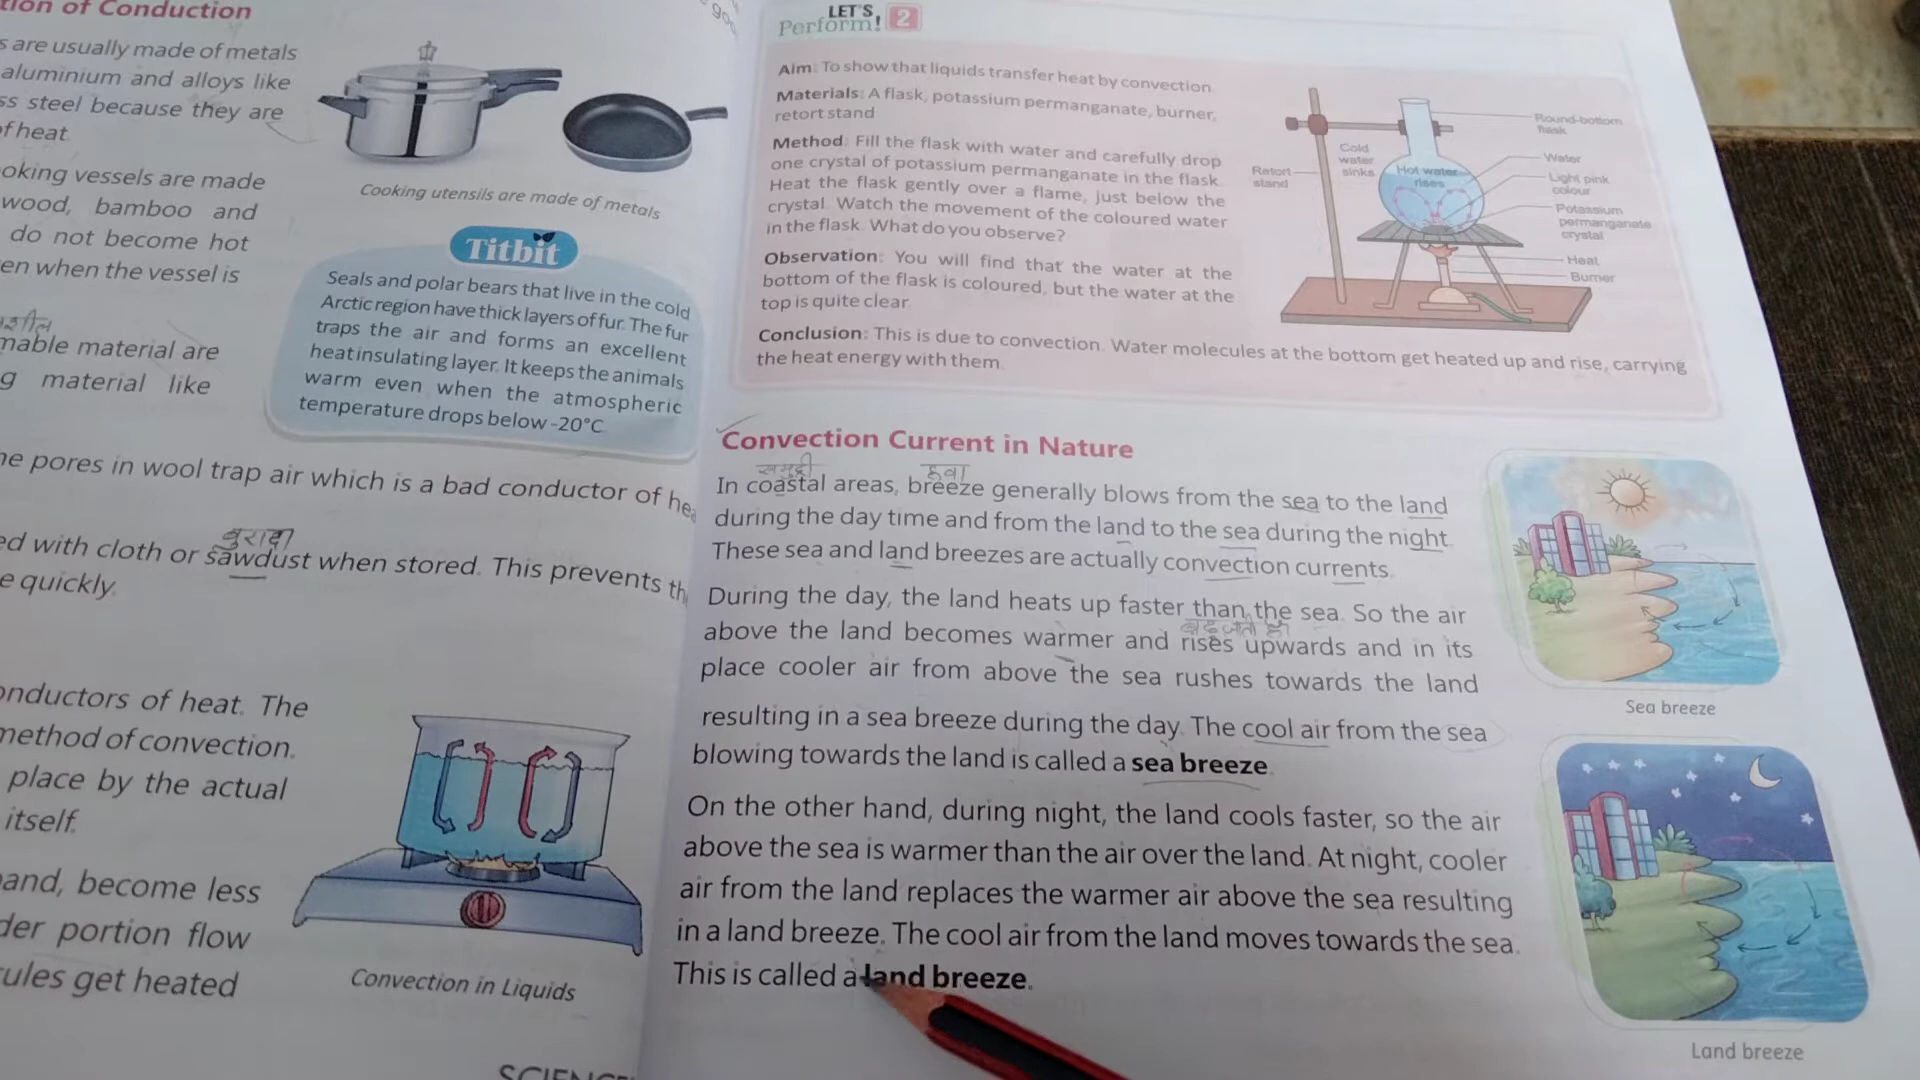 tion of Conduction
s are usually made of metals
aluminium and alloys like
ss steel because they are
of heat.
oking vessels are made
wood, bamboo and
do not become hot
en when the vessel is
mable material are
g material like
Cooking utensils are made of metals
Titbit
Seals and polar bears that live in the cold
Arctic region have thick layers of fur. The fur
traps the air and forms an excellent
heat insulating layer. It keeps the animals
warm even when the atmospheric
temperature drops below -20°C.
ne pores in wool trap air which is a bad conductor of hea
बुरादा
ed with cloth or sawdust when stored. This prevents th
e quickly.
onductors of heat. The
method of convection.
place by the actual
itself.
and, become less
der portion flow
ules get heated
Convection in Liquids
LET'S
Perform! 2
Aim: To show that liquids transfer heat by convection.
Materials: A flask, potassium permanganate, burner,
retort stand
Method: Fill the flask with water and carefully drop
one crystal of potassium permanganate in the flask.
Heat the flask gently over a flame, just below the
crystal. Watch the movement of the coloured water
in the flask. What do you observe?
Observation: You will find that the water at the
bottom of the flask is coloured, but the water at the
top is quite clear.
Conclusion: This is due to convection. Water molecules at the bottom get heated up and rise, carrying
the heat energy with them.
Retort
stand
Cold
water
sinks
Hot water
rises
Round-bottom
flask
Water
Light pink
colour
Potassium
permanganate
crystal
Heat
Burner
Convection Current in Nature
समुद्री हवा
In coastal areas, breeze generally blows from the sea to the land
during the day time and from the land to the sea during the night.
These sea and land breezes are actually convection currents.
During the day, the land heats up faster than the sea. So the air
above the land becomes warmer and rises upwards and in its
place cooler air from above the sea rushes towards the land
resulting in a sea breeze during the day. The cool air from the sea
blowing towards the land is called a sea breeze.
On the other hand, during night, the land cools faster, so the air
above the sea is warmer than the air over the land. At night, cooler
air from the land replaces the warmer air above the sea resulting
in a land breeze. The cool air from the land moves towards the sea.
This is called a land breeze.
Sea breeze
Land breeze